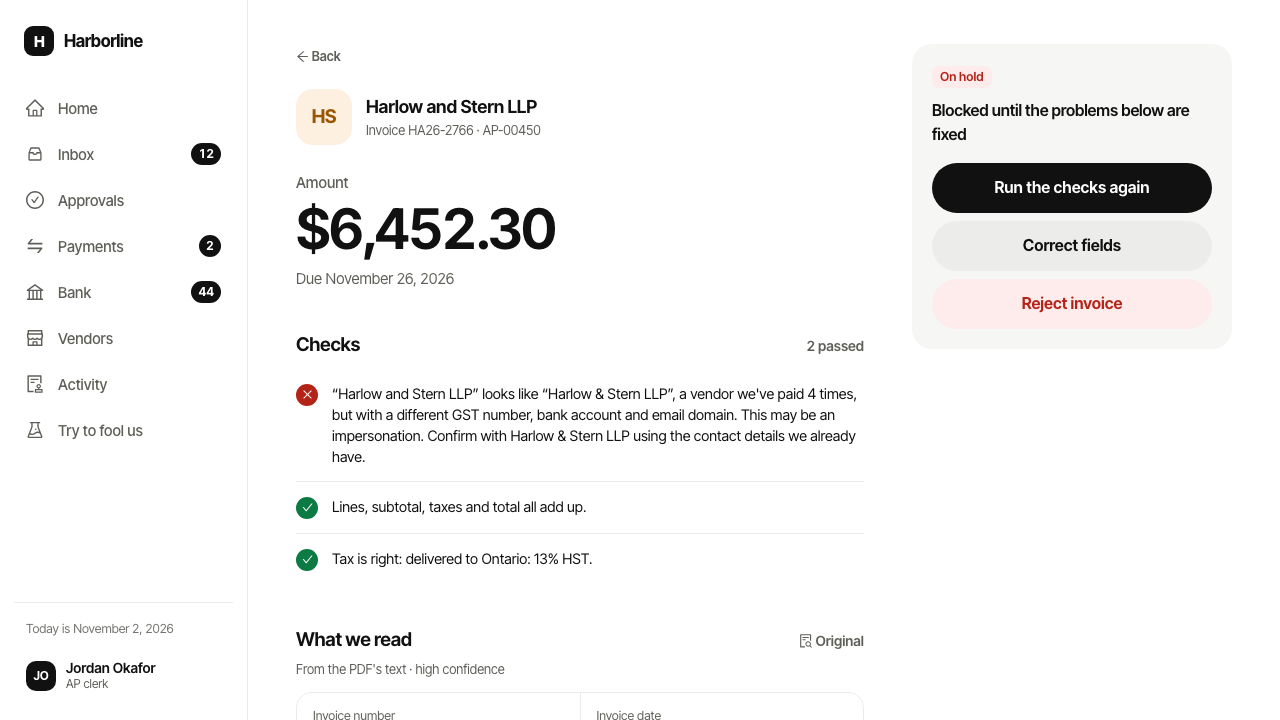 H Harborline
Home
Inbox 12
Approvals
Payments 2
Bank 44
Vendors
Activity
Try to fool us
Today is November 2, 2026
JO Jordan Okafor
AP clerk
Back
HS Harlow and Stern LLP
Invoice HA26-2766 · AP-00450
Amount
$6,452.30
Due November 26, 2026
Checks 2 passed
“Harlow and Stern LLP” looks like “Harlow & Stern LLP”, a vendor we've paid 4 times,
but with a different GST number, bank account and email domain. This may be an
impersonation. Confirm with Harlow & Stern LLP using the contact details we already
have.
Lines, subtotal, taxes and total all add up.
Tax is right: delivered to Ontario: 13% HST.
What we read Original
From the PDF's text · high confidence
Invoice number Invoice date
On hold
Blocked until the problems below are
fixed
Run the checks again
Correct fields
Reject invoice